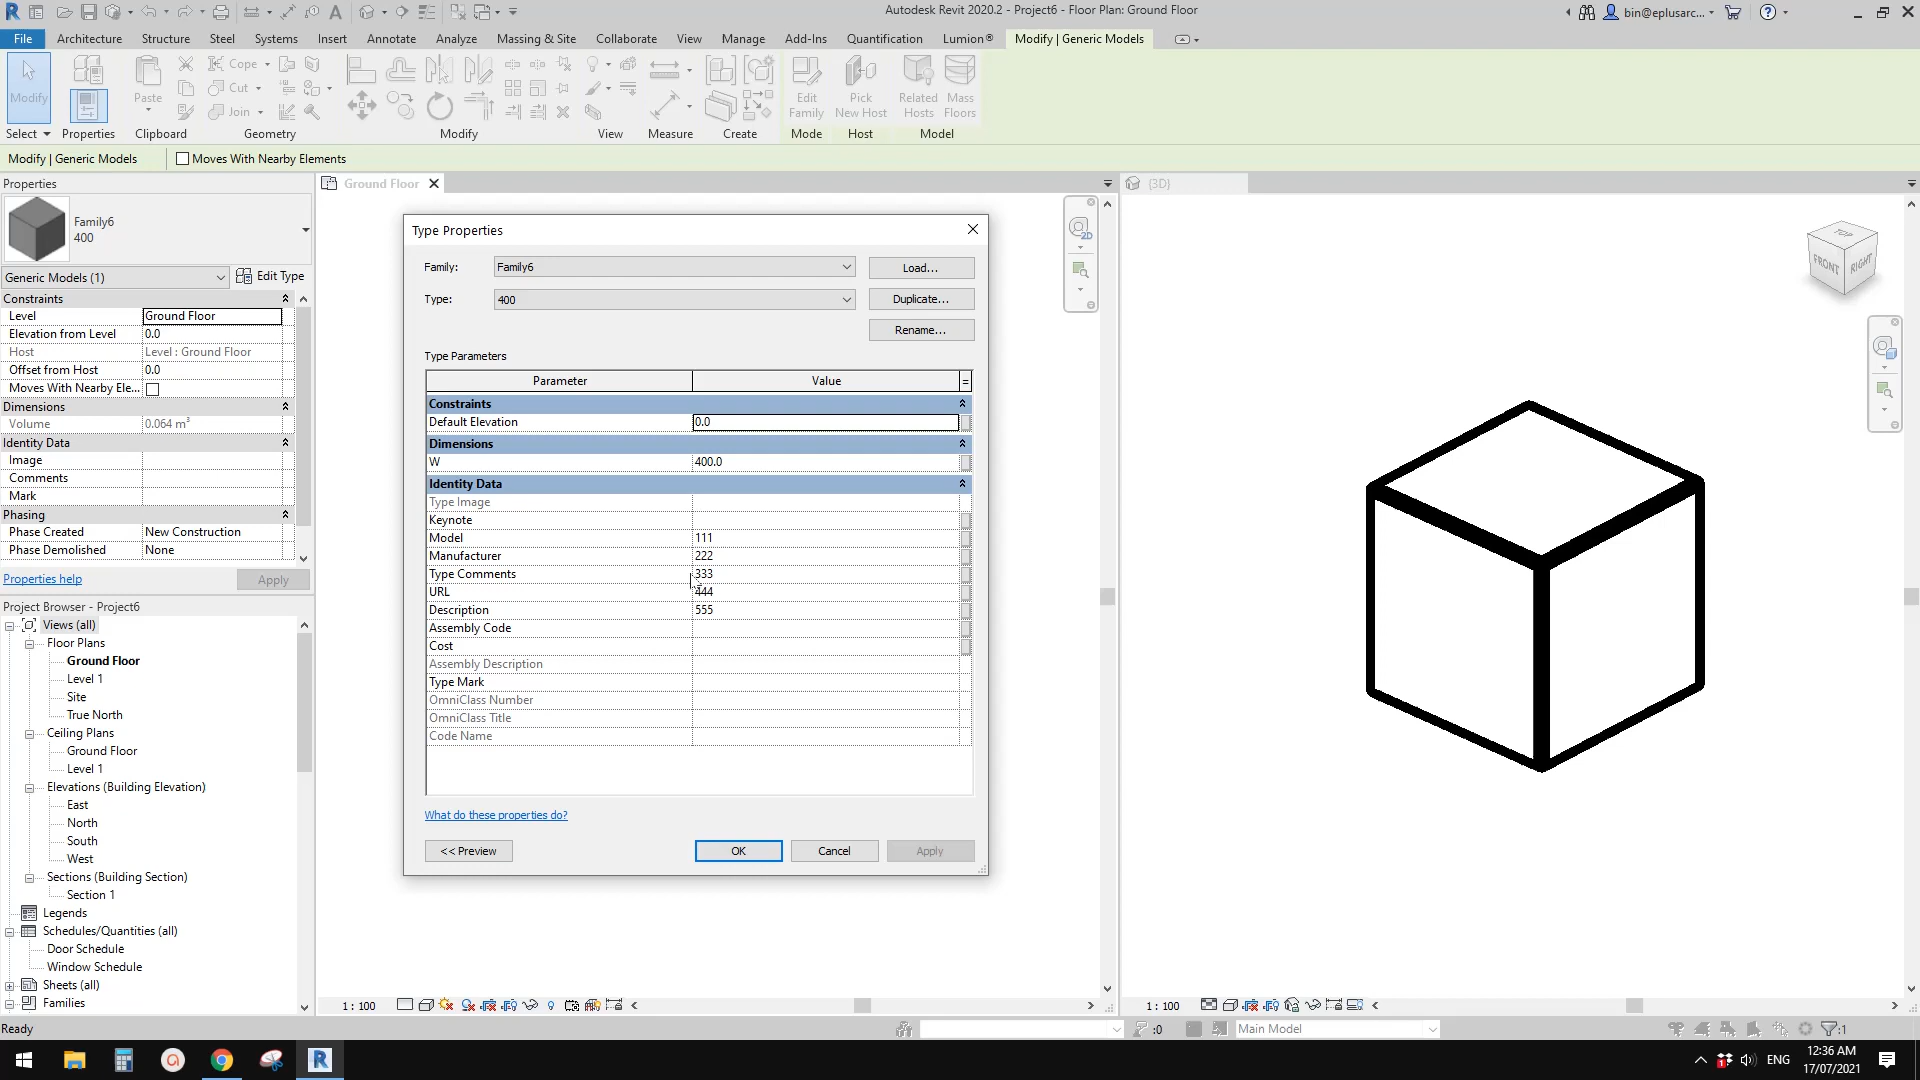 Autodesk Revit 2020.2 - Project6 - Floor Plan: Ground Floor
bin@eplusarc...
File Architecture Structure Steel Systems Insert Annotate Analyze Massing & Site Collaborate View Manage Add-Ins Quantification Lumion® Modify | Generic Models
Modify
Paste
Cope
Cut
Join
Edit Family
Pick New Host
Related Hosts
Mass Floors
Select Properties Clipboard Geometry Modify View Measure Create Mode Host Model
Modify | Generic Models Moves With Nearby Elements
Properties
Family6
400
Generic Models (1) Edit Type
Constraints
Level Ground Floor
Elevation from Level 0.0
Host Level : Ground Floor
Offset from Host 0.0
Moves With Nearby Ele...
Dimensions
Volume 0.064 m³
Identity Data
Image
Comments
Mark
Phasing
Phase Created New Construction
Phase Demolished None
Properties help Apply
Project Browser - Project6
Views (all)
Floor Plans
Ground Floor
Level 1
Site
True North
Ceiling Plans
Ground Floor
Level 1
Elevations (Building Elevation)
East
North
South
West
Sections (Building Section)
Section 1
Legends
Schedules/Quantities (all)
Door Schedule
Window Schedule
Sheets (all)
Families
Ground Floor
2D
Type Properties
Family: Family6 Load...
Type: 400 Duplicate...
Rename...
Type Parameters
Parameter Value =
Constraints
Default Elevation 0.0
Dimensions
W 400.0
Identity Data
Type Image
Keynote
Model 111
Manufacturer 222
Type Comments 333
URL 444
Description 555
Assembly Code
Cost
Assembly Description
Type Mark
OmniClass Number
OmniClass Title
Code Name
What do these properties do?
<< Preview OK Cancel Apply
1 : 100
{3D}
TOP
FRONT RIGHT
1 : 100
Ready
:0
Main Model
:1
ENG
12:36 AM
17/07/2021